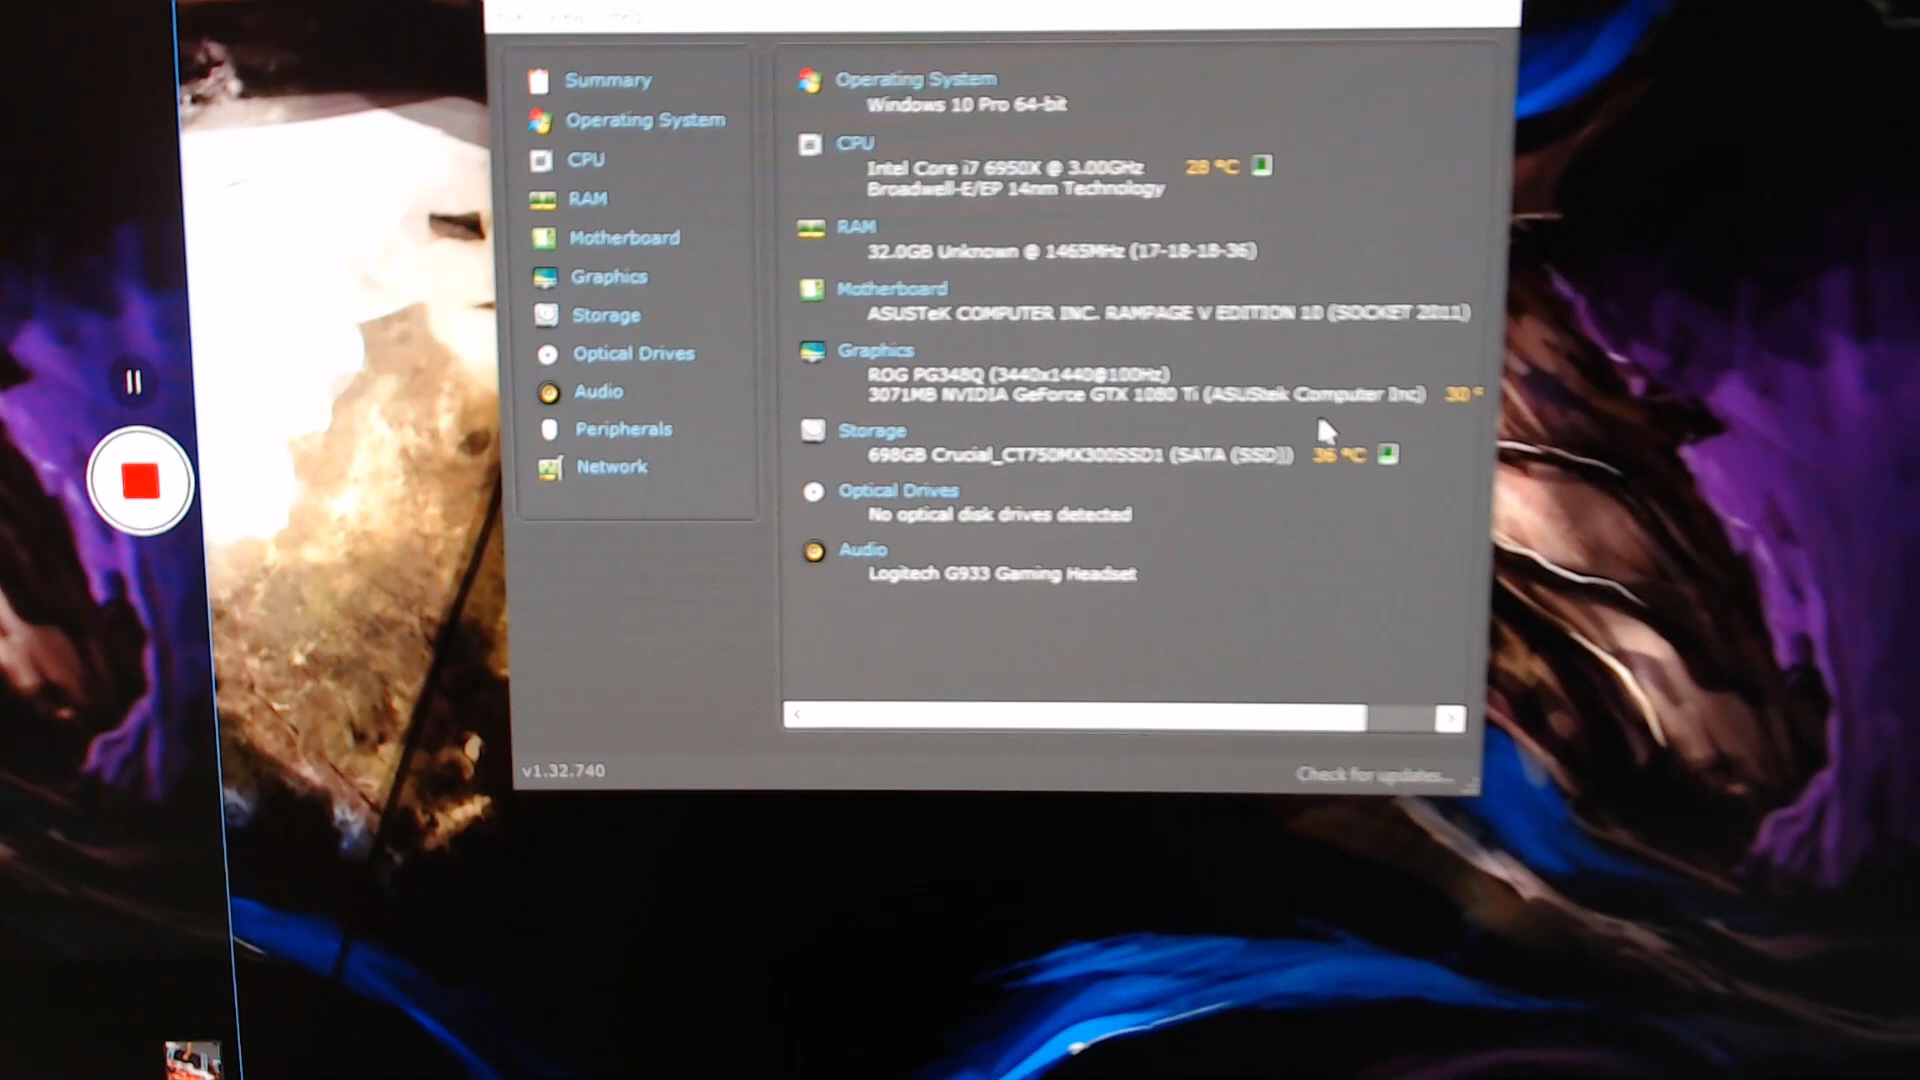 Summary
Operating System
CPU
RAM
Motherboard
Graphics
Storage
Optical Drives
Audio
Peripherals
Network
Operating System
Windows 10 Pro 64-bit
CPU
Intel Core i7 6950X @ 3.00GHz 28 °C
Broadwell-E/EP 14nm Technology
RAM
32.0GB Unknown @ 1465MHz (17-18-18-36)
Motherboard
ASUSTeK COMPUTER INC. RAMPAGE V EDITION 10 (SOCKET 2011)
Graphics
ROG PG348Q (3440x1440@100Hz)
3071MB NVIDIA GeForce GTX 1080 Ti (ASUStek Computer Inc) 30 °
Storage
698GB Crucial_CT750MX300SSD1 (SATA (SSD)) 36 °C
Optical Drives
No optical disk drives detected
Audio
Logitech G933 Gaming Headset
v1.32.740
Check for updates...